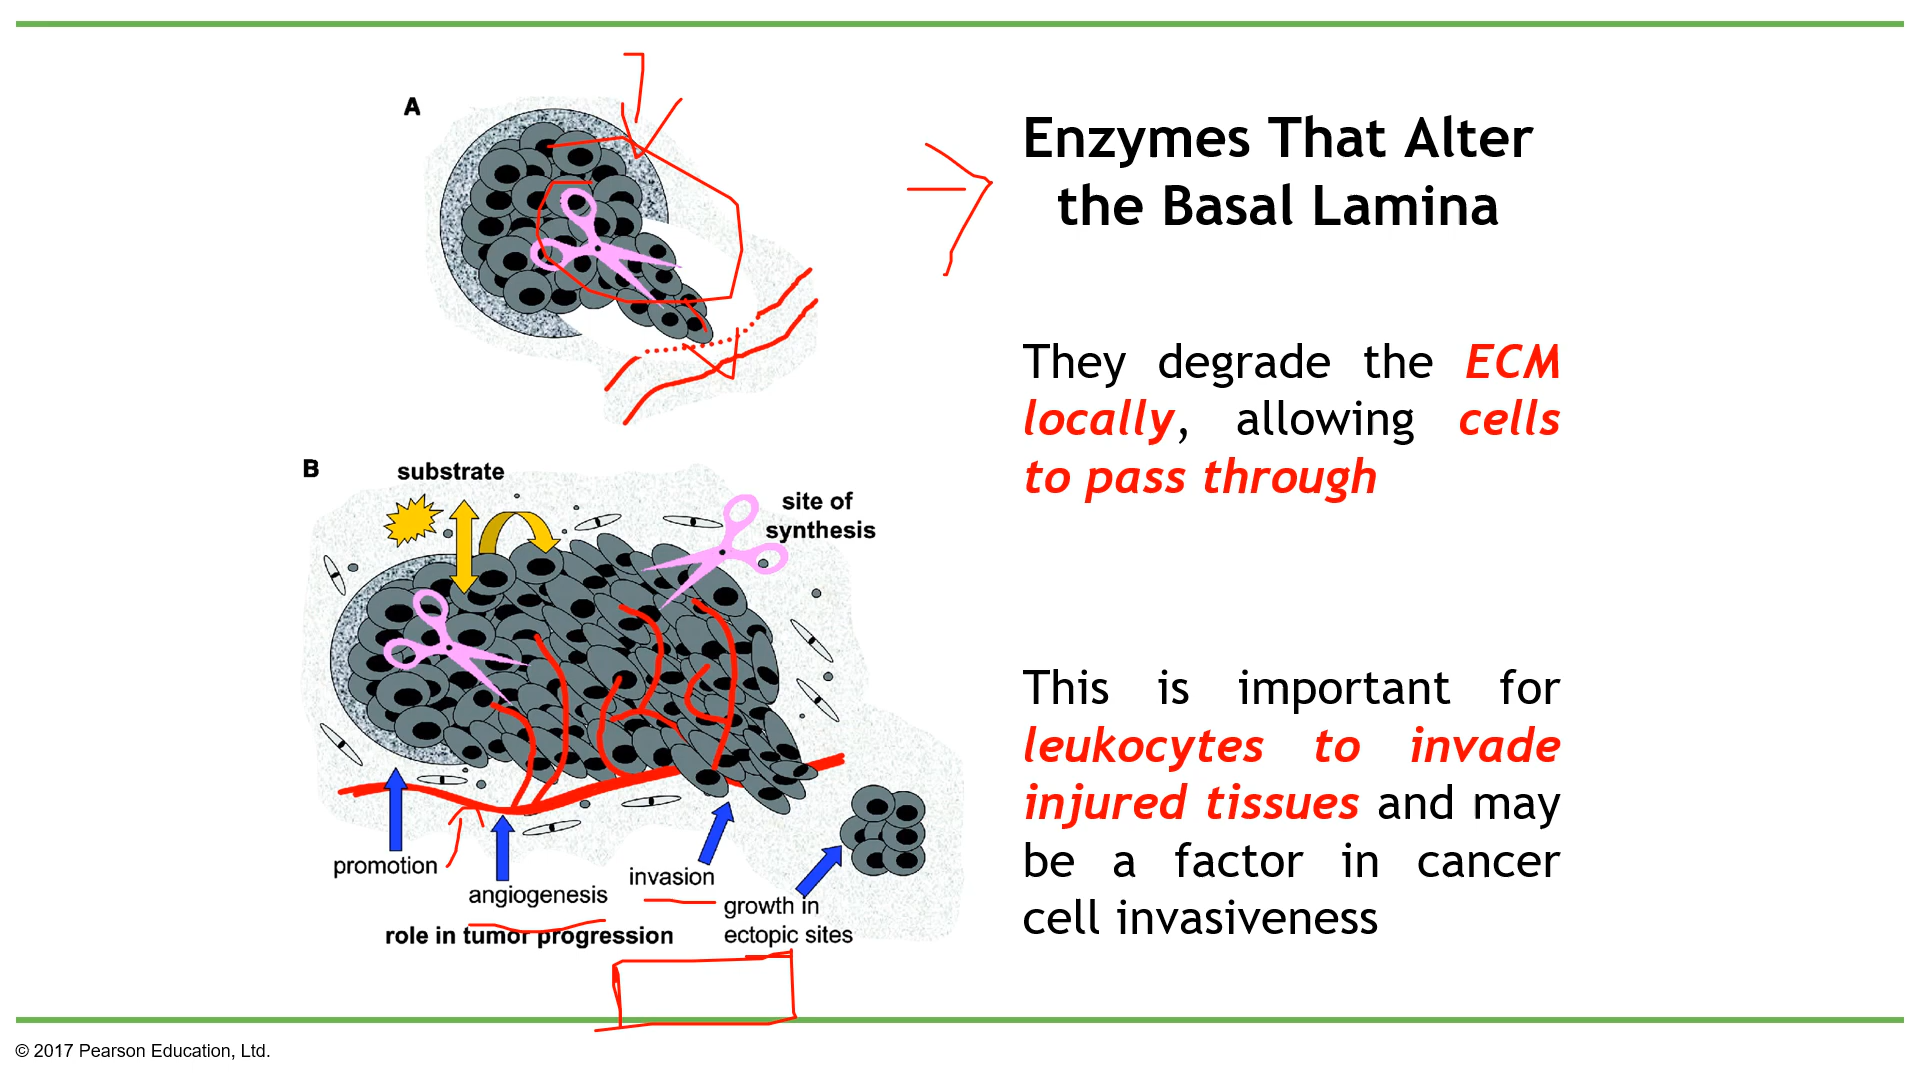 A
B
substrate
site of
synthesis
promotion
angiogenesis
invasion
growth in
ectopic sites
role in tumor progression
Enzymes That Alter
the Basal Lamina
They degrade the ECM
locally, allowing cells
to pass through
This is important for
leukocytes to invade
injured tissues and may
be a factor in cancer
cell invasiveness
© 2017 Pearson Education, Ltd.